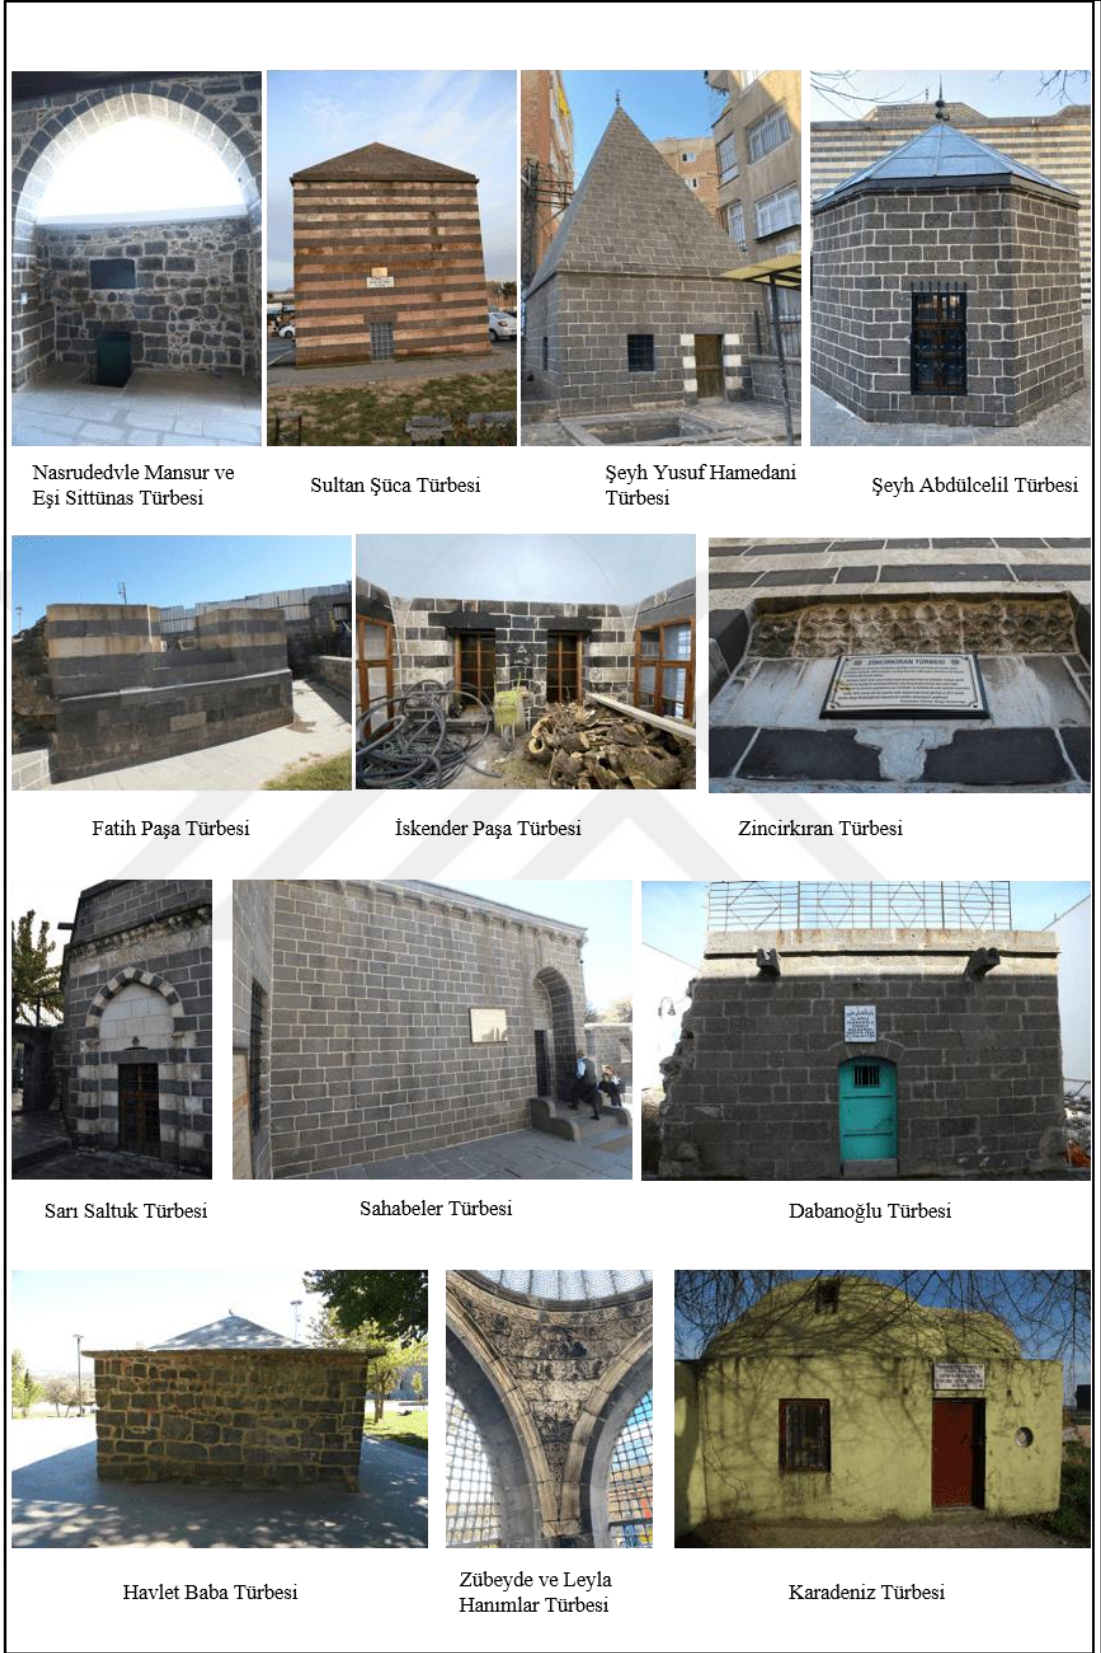 Nasrudedvle Mansur ve
Eşi Sittünas Türbesi
Sultan Şüca Türbesi
Şeyh Yusuf Hamedani
Türbesi
Şeyh Abdülcelil Türbesi
ZİNCİRKIRAN TÜRBESİ
Fatih Paşa Türbesi
İskender Paşa Türbesi
Zincirkıran Türbesi
Sarı Saltuk Türbesi
Sahabeler Türbesi
Dabanoğlu Türbesi
Havlet Baba Türbesi
Zübeyde ve Leyla
Hanımlar Türbesi
Karadeniz Türbesi